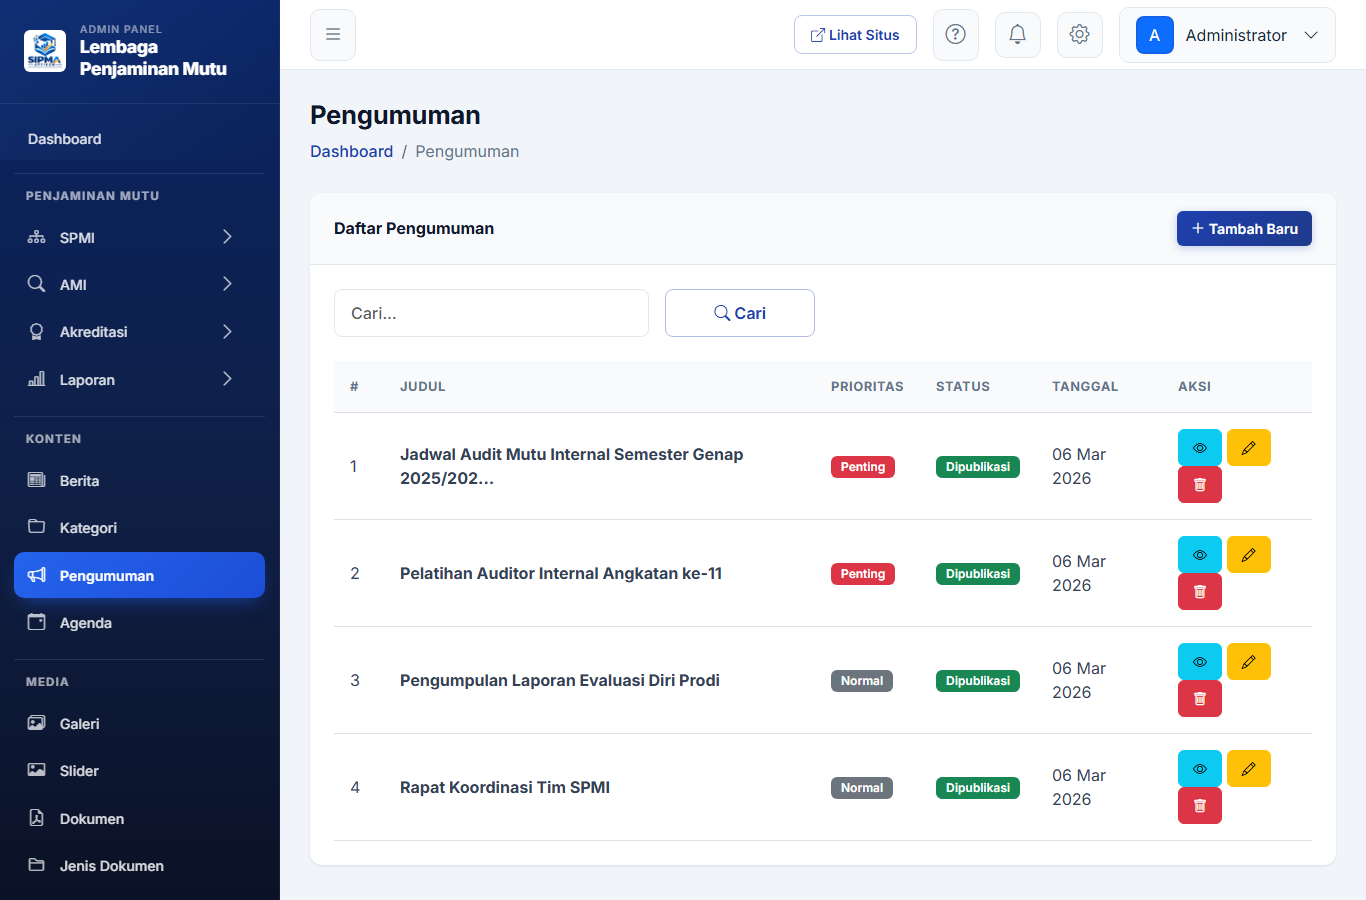 ADMIN PANEL
Lembaga
Penjaminan Mutu
SIPMA
Dashboard
PENJAMINAN MUTU
SPMI
AMI
Akreditasi
Laporan
KONTEN
Berita
Kategori
Pengumuman
Agenda
MEDIA
Galeri
Slider
Dokumen
Jenis Dokumen
Lihat Situs
A
Administrator
Pengumuman
Dashboard / Pengumuman
Daftar Pengumuman
+ Tambah Baru
Cari...
Cari
# JUDUL PRIORITAS STATUS TANGGAL AKSI
1 Jadwal Audit Mutu Internal Semester Genap 2025/202... Penting Dipublikasi 06 Mar 2026
2 Pelatihan Auditor Internal Angkatan ke-11 Penting Dipublikasi 06 Mar 2026
3 Pengumpulan Laporan Evaluasi Diri Prodi Normal Dipublikasi 06 Mar 2026
4 Rapat Koordinasi Tim SPMI Normal Dipublikasi 06 Mar 2026